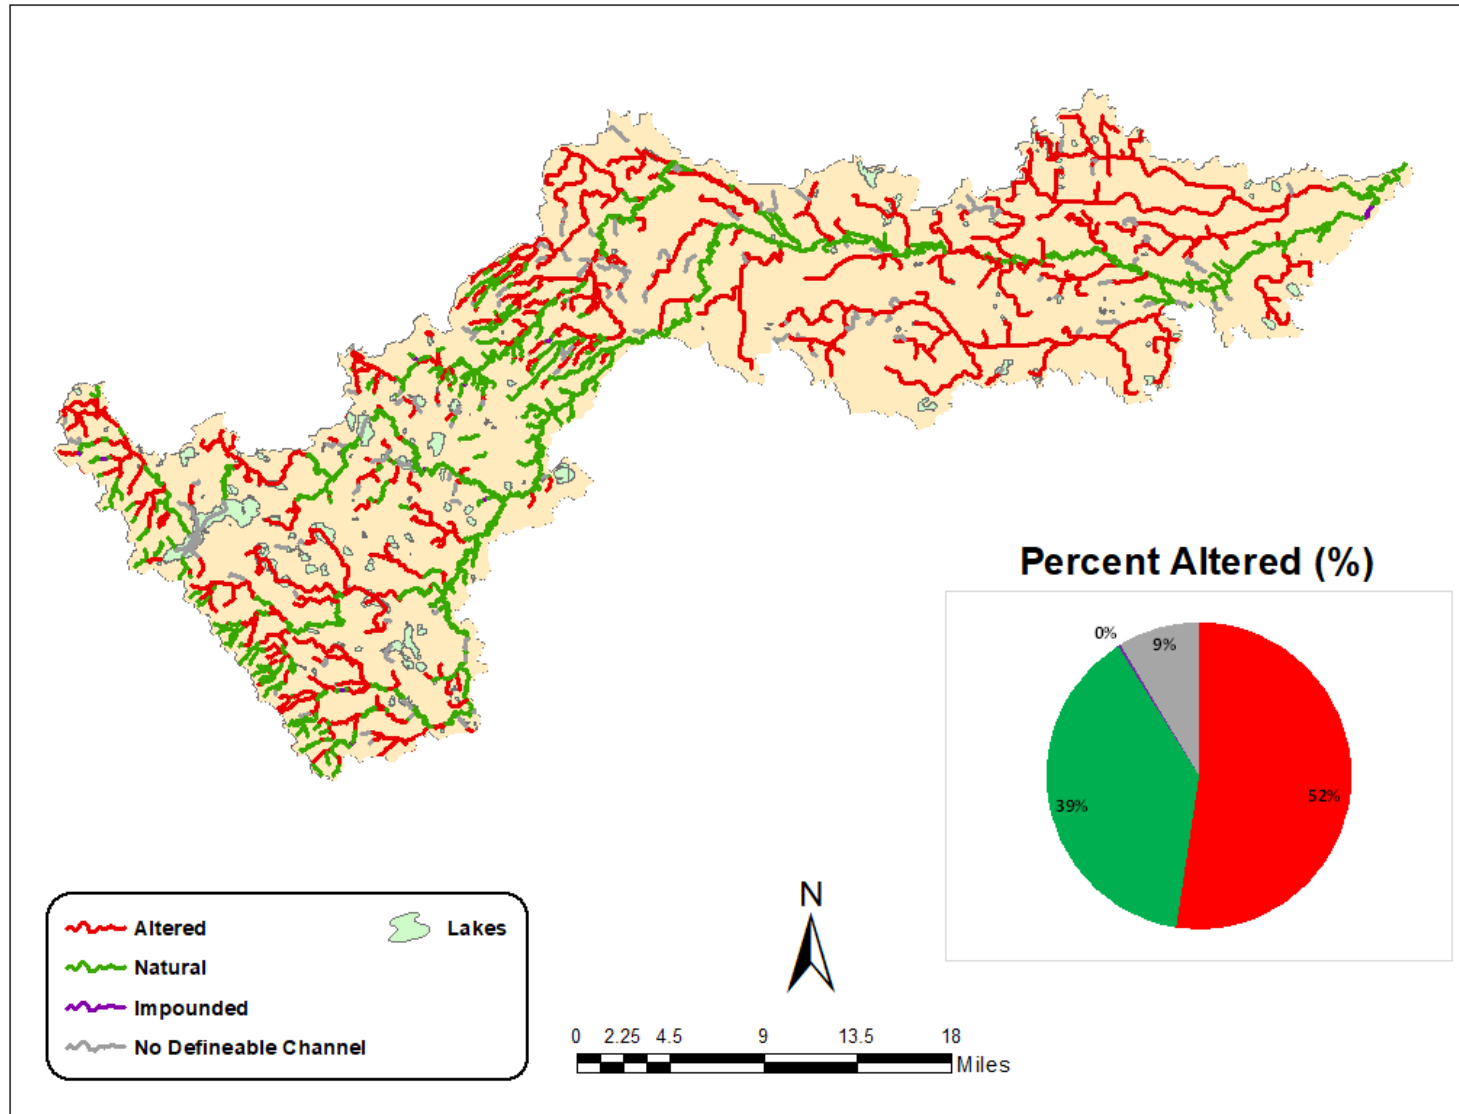 Percent Altered (%)
0%
9%
39%
52%
Altered
Lakes
Natural
Impounded
No Defineable Channel
N
0 2.25 4.5 9 13.5 18
Miles